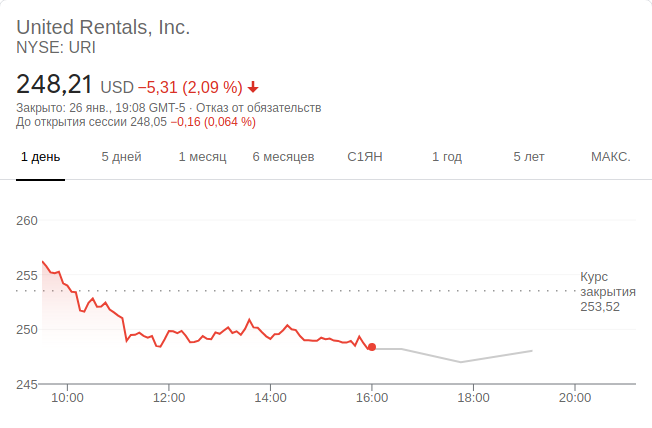 United Rentals, Inc.
NYSE: URI
248,21 USD −5,31 (2,09 %)
Закрыто: 26 янв., 19:08 GMT-5 · Отказ от обязательств
До открытия сессии 248,05 −0,16 (0,064 %)
1 день 5 дней 1 месяц 6 месяцев С1ЯН 1 год 5 лет МАКС.
260
255
250
245
Курс
закрытия
253,52
10:00 12:00 14:00 16:00 18:00 20:00